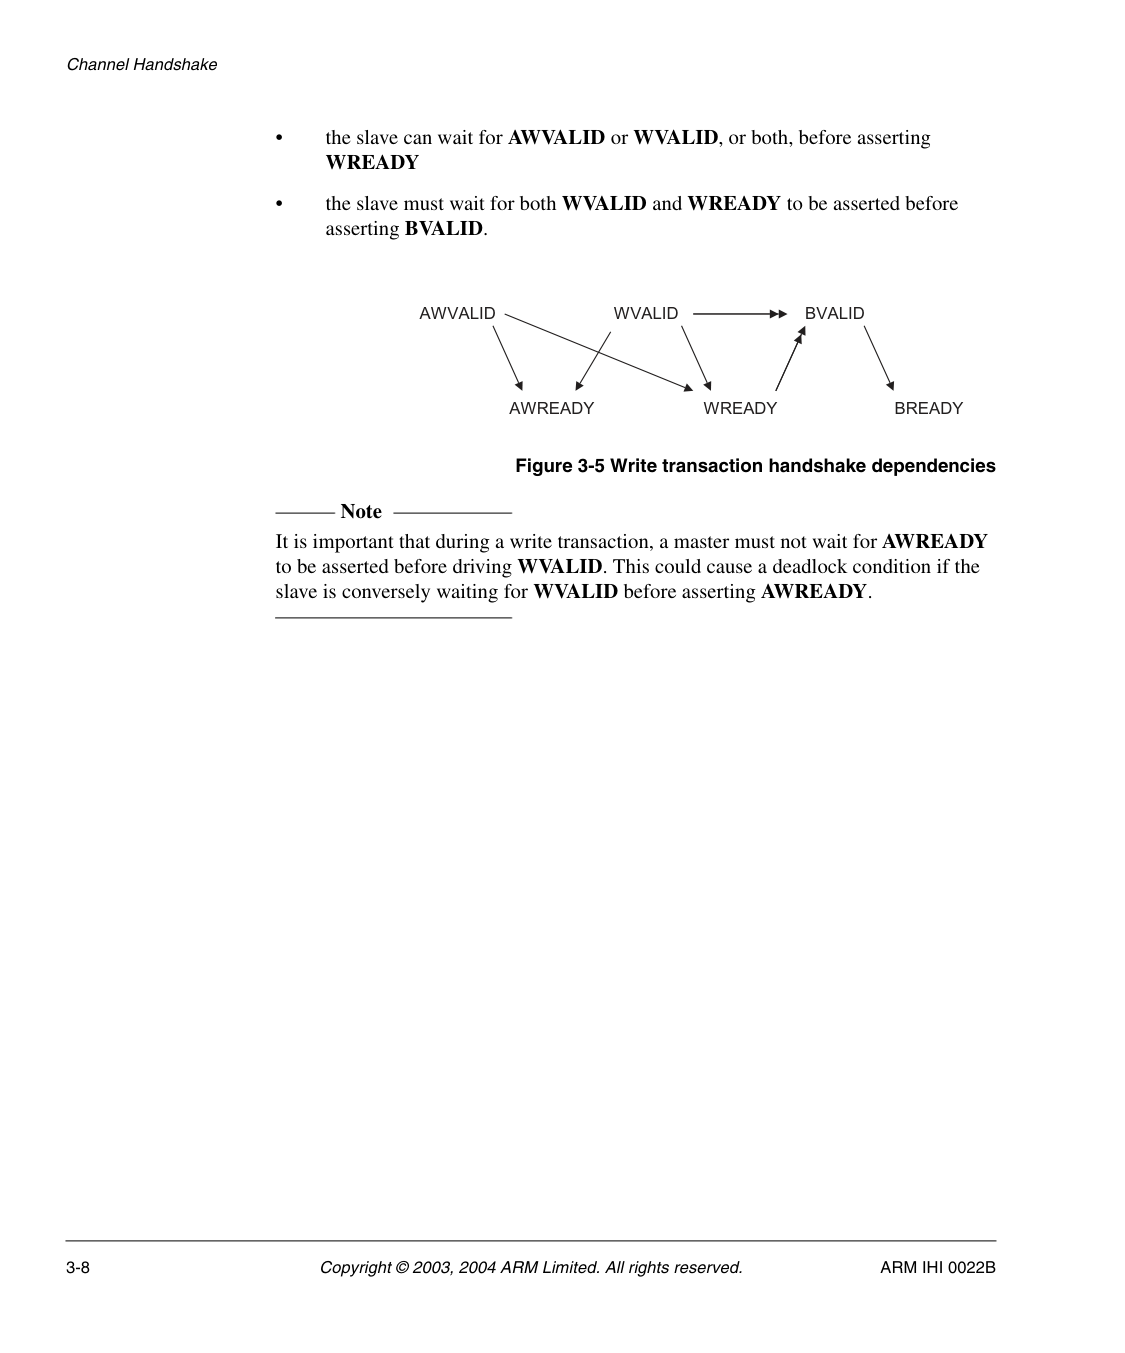 Channel Handshake
• the slave can wait for AWVALID or WVALID, or both, before asserting
WREADY
• the slave must wait for both WVALID and WREADY to be asserted before
asserting BVALID.
AWVALID WVALID BVALID
AWREADY WREADY BREADY
Figure 3-5 Write transaction handshake dependencies
Note
It is important that during a write transaction, a master must not wait for AWREADY
to be asserted before driving WVALID. This could cause a deadlock condition if the
slave is conversely waiting for WVALID before asserting AWREADY.
3-8 Copyright © 2003, 2004 ARM Limited. All rights reserved. ARM IHI 0022B